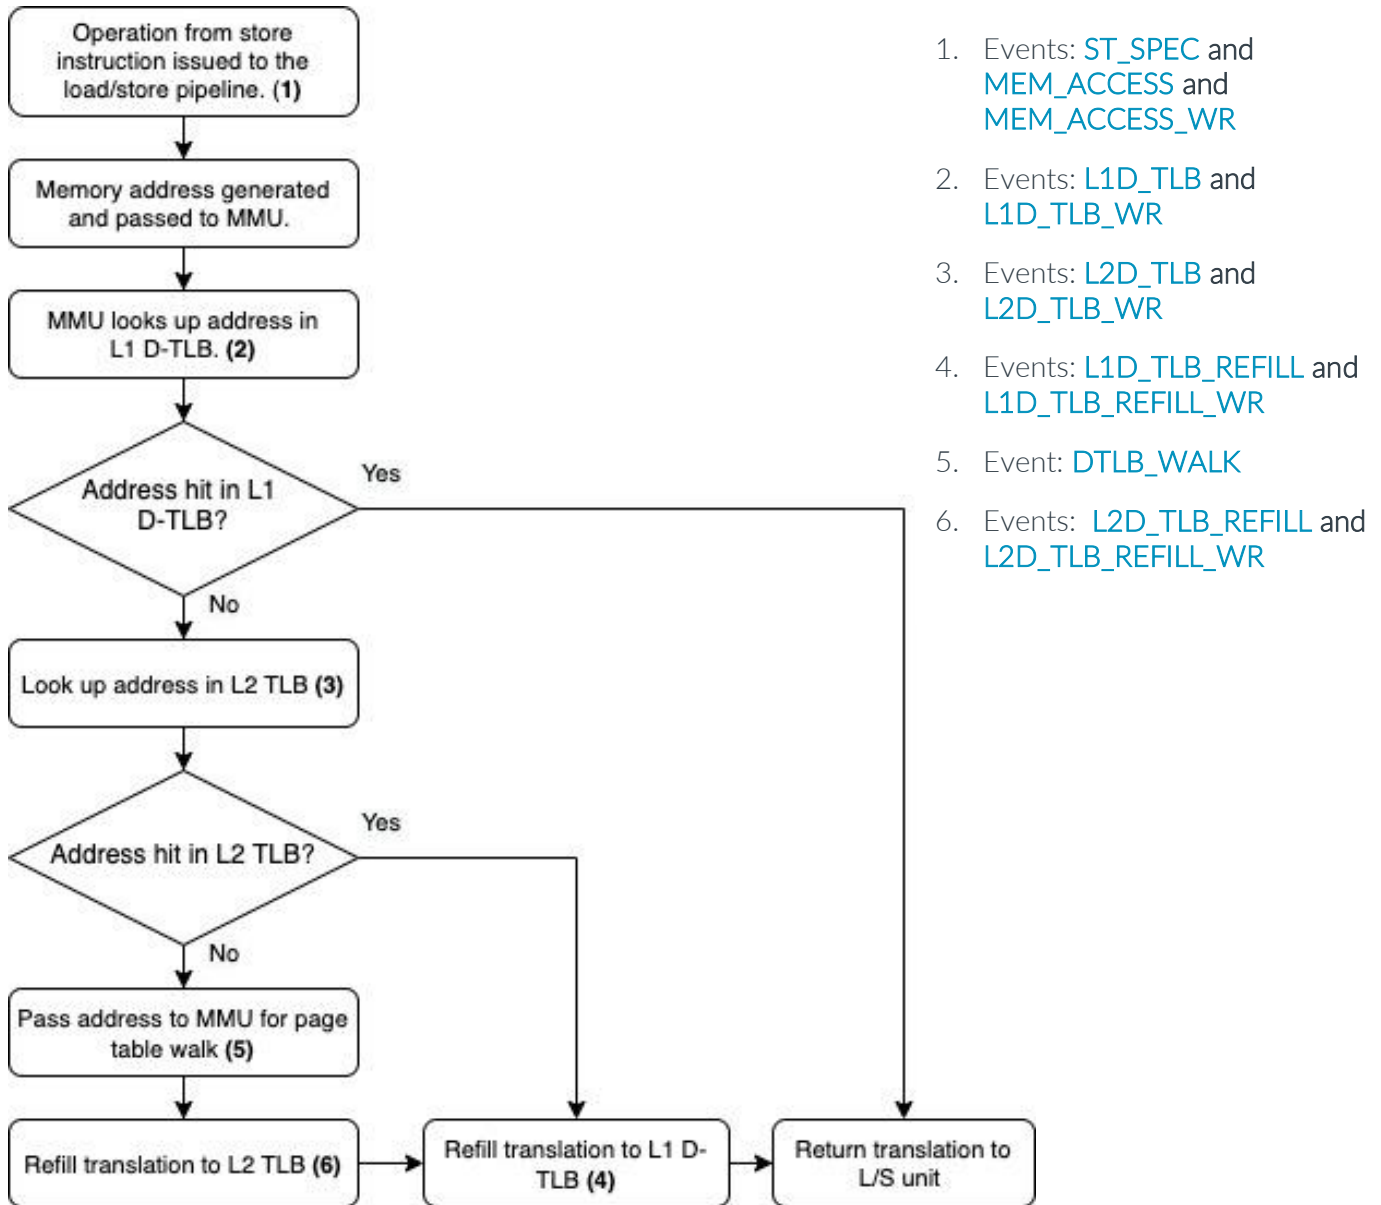 Operation from store
instruction issued to the
load/store pipeline. (1)
Memory address generated
and passed to MMU.
MMU looks up address in
L1 D-TLB. (2)
Address hit in L1
D-TLB?
Yes
No
Look up address in L2 TLB (3)
Address hit in L2 TLB?
Yes
No
Pass address to MMU for page
table walk (5)
Refill translation to L2 TLB (6)
Refill translation to L1 D-
TLB (4)
Return translation to
L/S unit
1. Events: ST_SPEC and
MEM_ACCESS and
MEM_ACCESS_WR
2. Events: L1D_TLB and
L1D_TLB_WR
3. Events: L2D_TLB and
L2D_TLB_WR
4. Events: L1D_TLB_REFILL and
L1D_TLB_REFILL_WR
5. Event: DTLB_WALK
6. Events: L2D_TLB_REFILL and
L2D_TLB_REFILL_WR